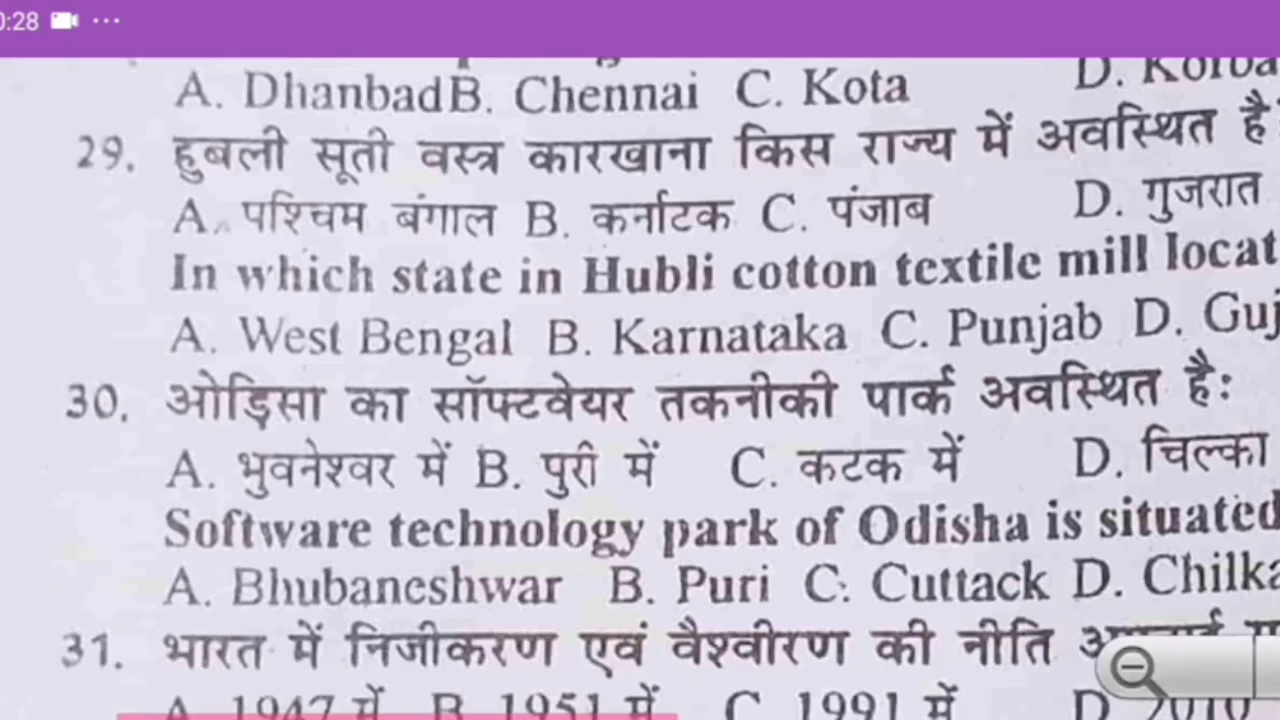 0:28
A. Dhanbad B. Chennai C. Kota D. Korba
29. हुबली सूती वस्त्र कारखाना किस राज्य में अवस्थित है
A. पश्चिम बंगाल B. कर्नाटक C. पंजाब D. गुजरात
In which state in Hubli cotton textile mill locat
A. West Bengal B. Karnataka C. Punjab D. Guj
30. ओड़िसा का सॉफ्टवेयर तकनीकी पार्क अवस्थित है:
A. भुवनेश्वर में B. पुरी में C. कटक में D. चिल्का
Software technology park of Odisha is situated
A. Bhubaneshwar B. Puri C. Cuttack D. Chilka
31. भारत में निजीकरण एवं वैश्वीरण की नीति
A 1947 में B 1951 में C 1991 में D 2010